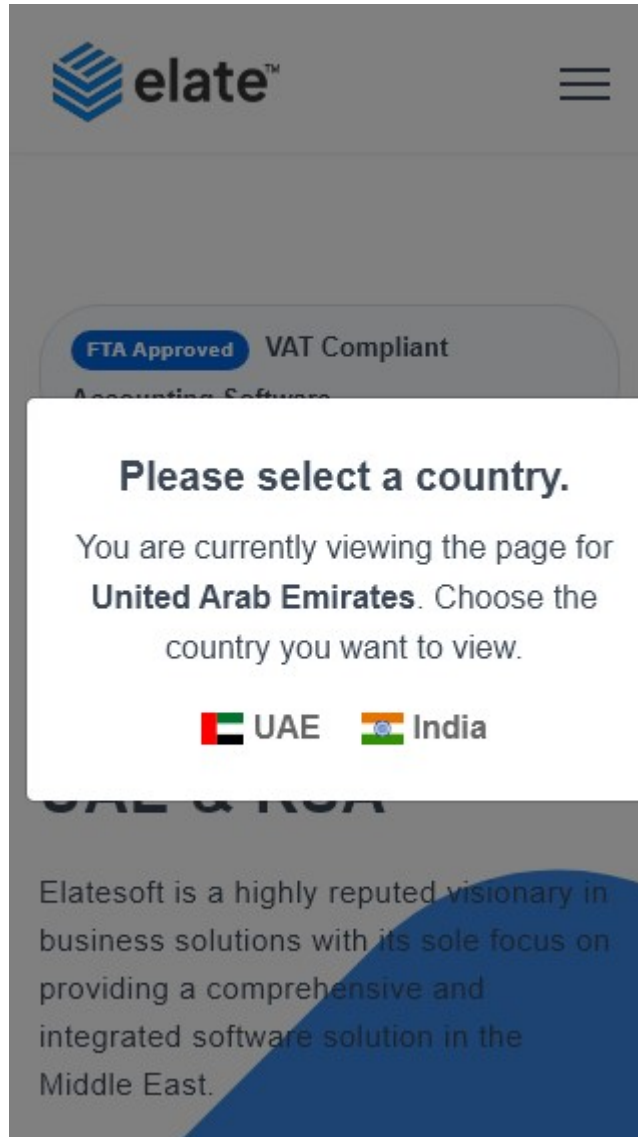 elate™
FTA Approved VAT Compliant
Accounting Software
Please select a country.
You are currently viewing the page for
United Arab Emirates. Choose the
country you want to view.
UAE India
UAE & KSA
Elatesoft is a highly reputed visionary in
business solutions with its sole focus on
providing a comprehensive and
integrated software solution in the
Middle East.